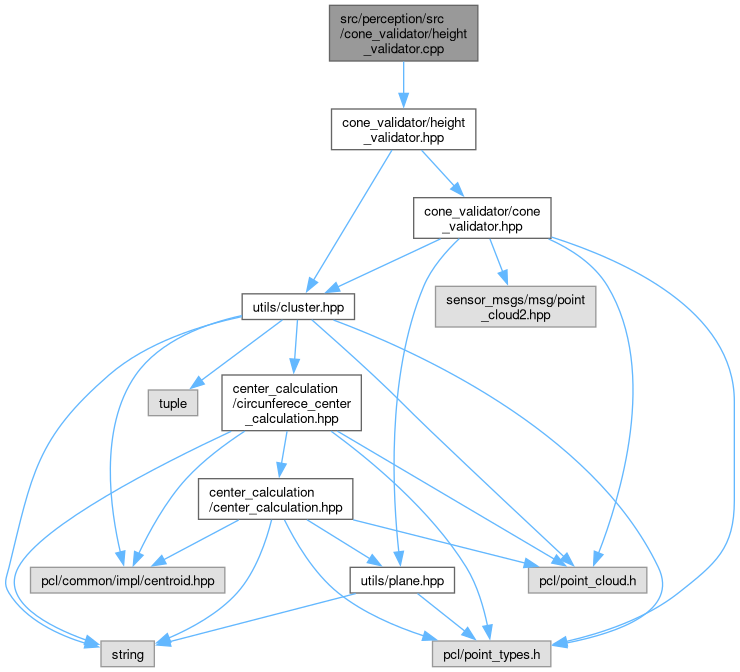 src/perception/src
/cone_validator/height
_validator.cpp
cone_validator/height
_validator.hpp
cone_validator/cone
_validator.hpp
utils/cluster.hpp
sensor_msgs/msg/point
_cloud2.hpp
tuple
center_calculation
/circunferece_center
_calculation.hpp
center_calculation
/center_calculation.hpp
pcl/common/impl/centroid.hpp
utils/plane.hpp
pcl/point_cloud.h
string
pcl/point_types.h